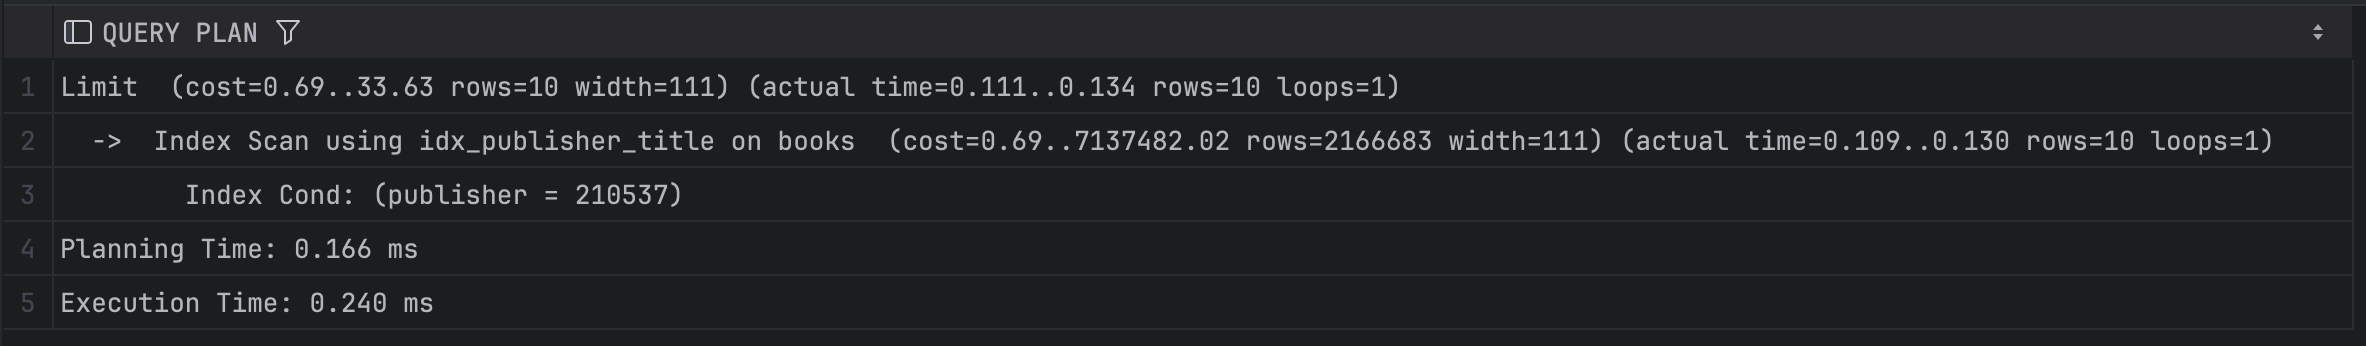 QUERY PLAN
1 Limit  (cost=0.69..33.63 rows=10 width=111) (actual time=0.111..0.134 rows=10 loops=1)
2   ->  Index Scan using idx_publisher_title on books  (cost=0.69..7137482.02 rows=2166683 width=111) (actual time=0.109..0.130 rows=10 loops=1)
3         Index Cond: (publisher = 210537)
4 Planning Time: 0.166 ms
5 Execution Time: 0.240 ms